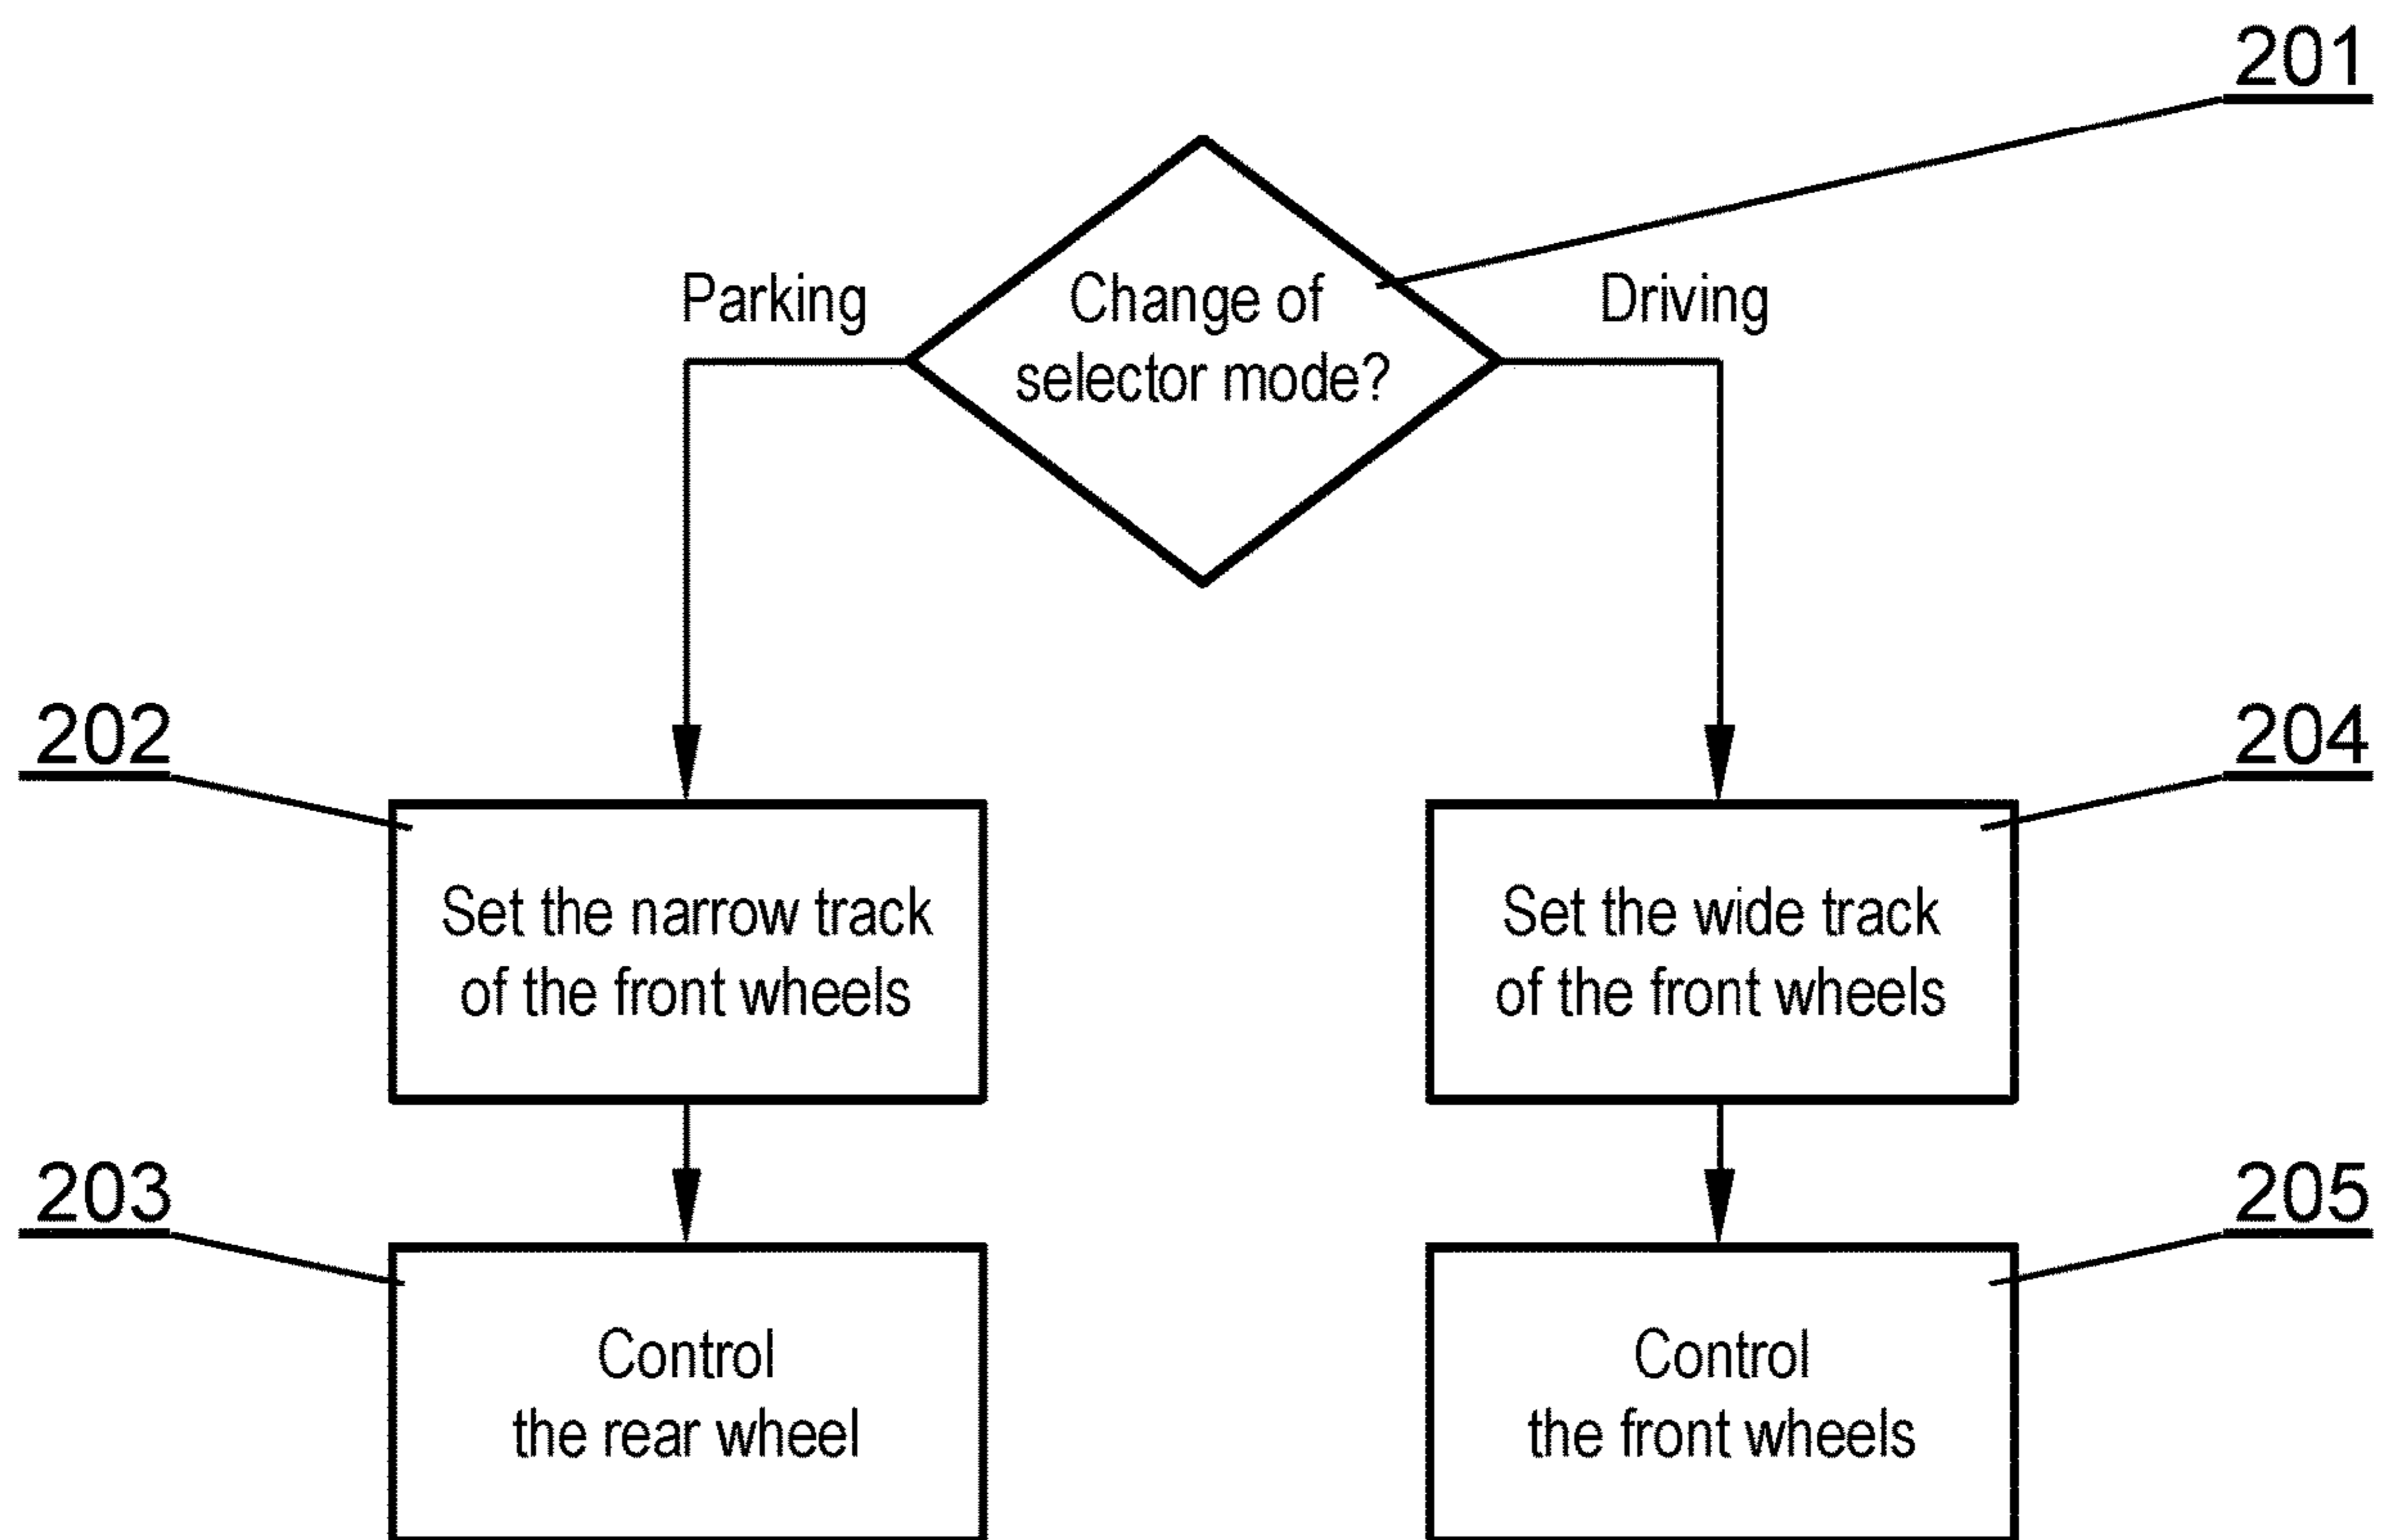 201
Parking
Change of
selector mode?
Driving
202
204
Set the narrow track
of the front wheels
Set the wide track
of the front wheels
203
205
Control
the rear wheel
Control
the front wheels